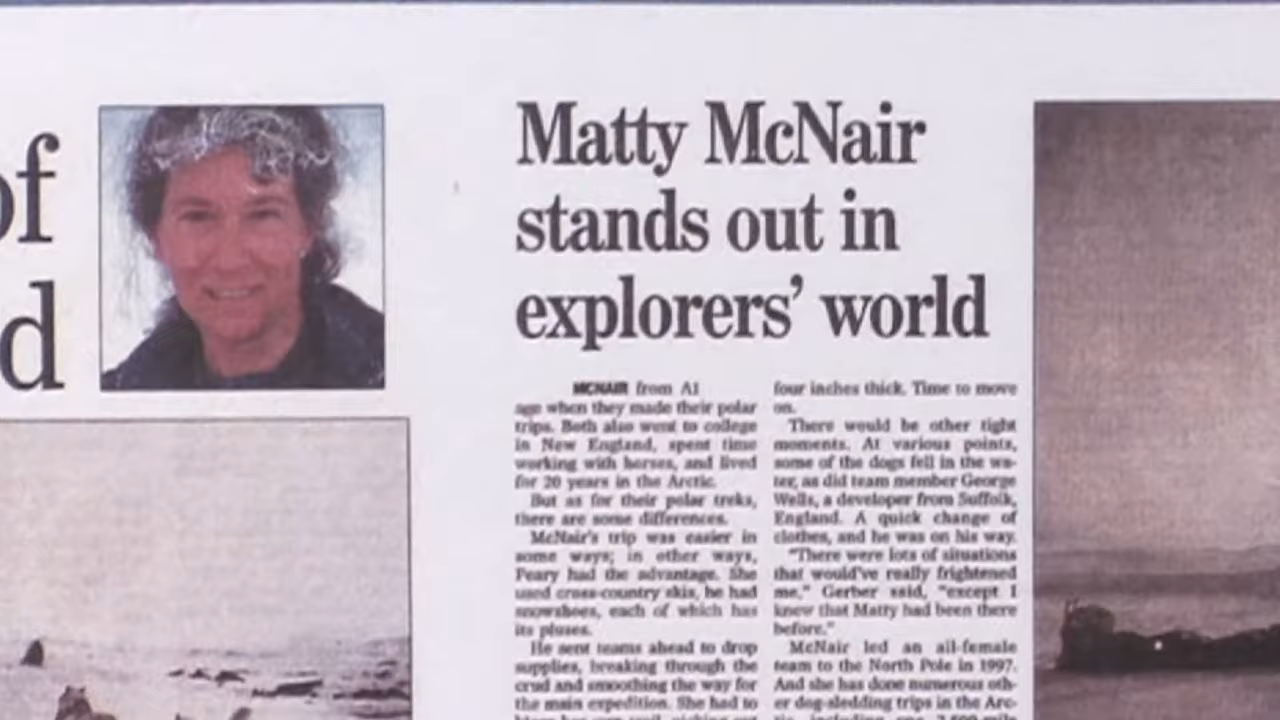 of
d
Matty McNair
stands out in
explorers' world
MCNAIR from A1
age when they made their polar
trips. Both also went to college
in New England, spent time
working with horses, and lived
for 20 years in the Arctic.
But as for their polar treks,
there are some differences.
McNair's trip was easier in
some ways; in other ways,
Peary had the advantage. She
used cross-country skis, he had
snowshoes, each of which has
its pluses.
He sent teams ahead to drop
supplies, breaking through the
crud and smoothing the way for
the main expedition. She had to
four inches thick. Time to move
on.
There would be other tight
moments. At various points,
some of the dogs fell in the wa-
ter, as did team member George
Wells, a developer from Suffolk,
England. A quick change of
clothes, and he was on his way.
"There were lots of situations
that would've really frightened
me," Gerber said, "except I
knew that Matty had been there
before."
McNair led an all-female
team to the North Pole in 1997.
And she has done numerous oth-
er dog-sledding trips in the Arc-